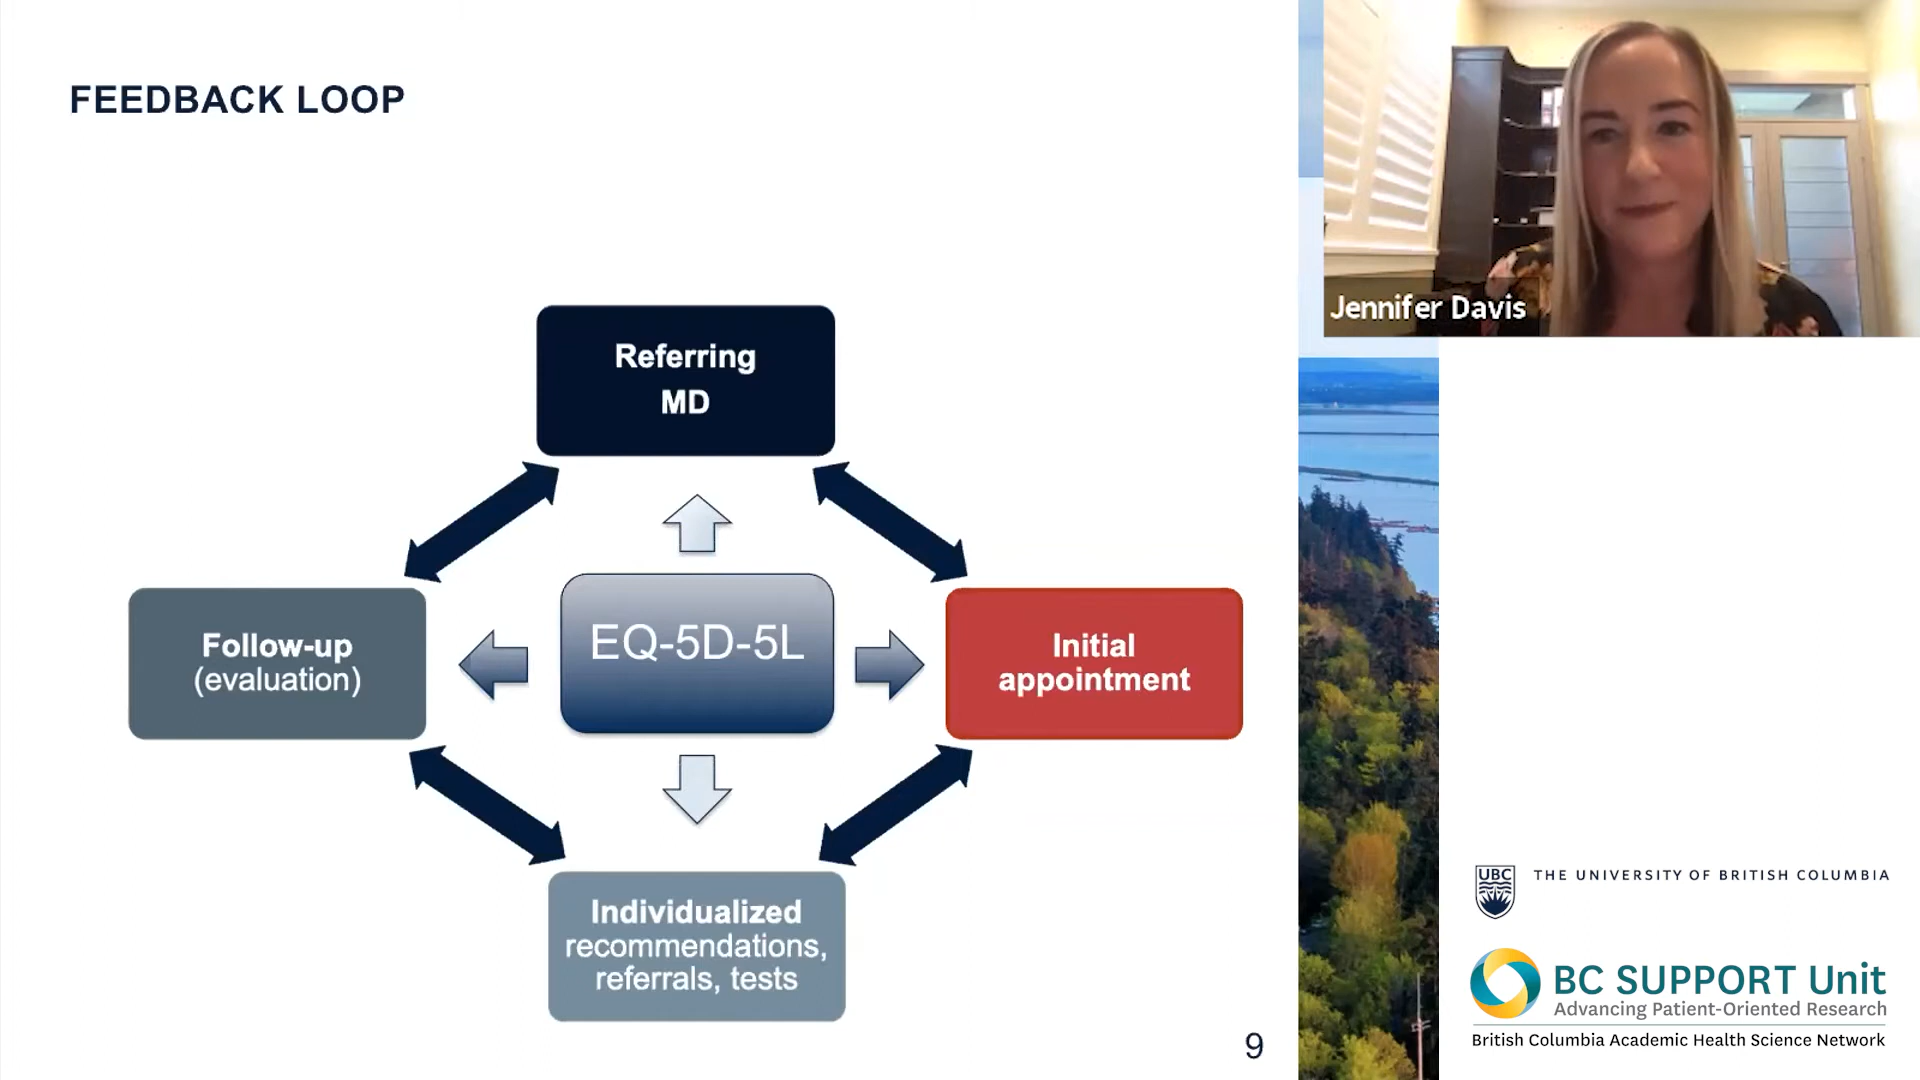 FEEDBACK LOOP
Referring
MD
Follow-up
(evaluation)
EQ-5D-5L
Initial
appointment
Individualized
recommendations,
referrals, tests
9
Jennifer Davis
UBC
THE UNIVERSITY OF BRITISH COLUMBIA
BC SUPPORT Unit
Advancing Patient-Oriented Research
British Columbia Academic Health Science Network